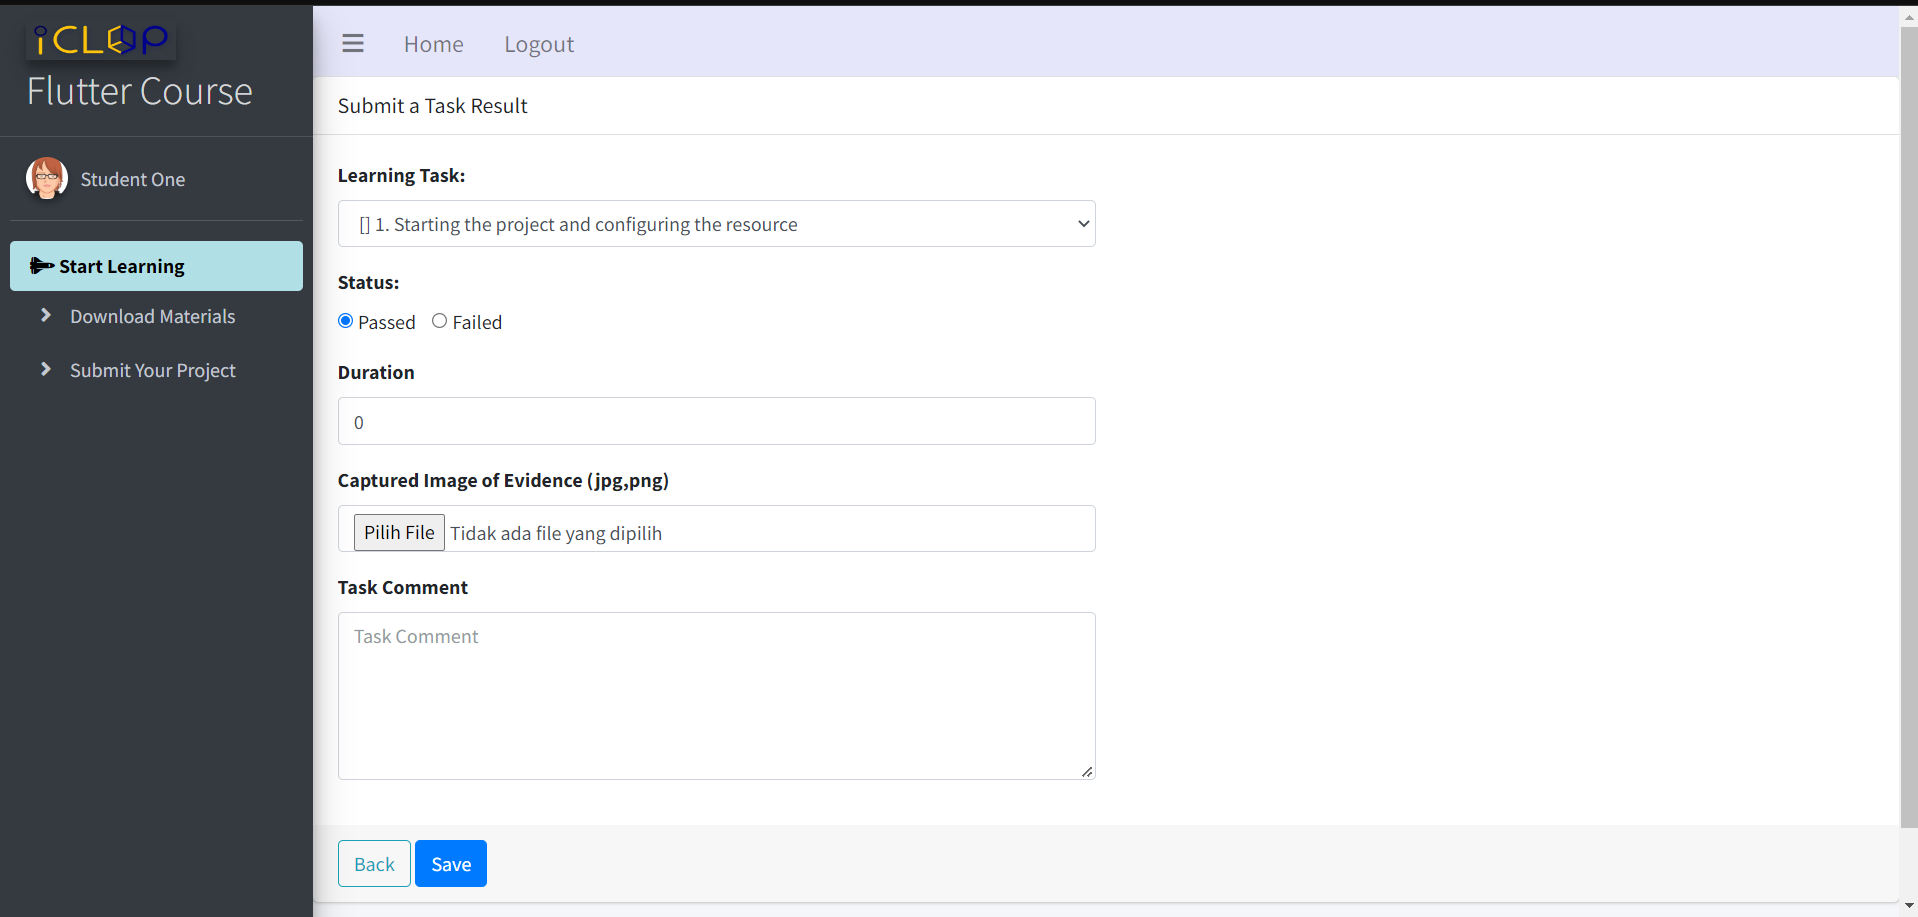 iCLOP
Flutter Course
Student One
Start Learning
Download Materials
Submit Your Project
Home Logout
Submit a Task Result
Learning Task:
[] 1. Starting the project and configuring the resource
Status:
Passed Failed
Duration
0
Captured Image of Evidence (jpg,png)
Pilih File Tidak ada file yang dipilih
Task Comment
Task Comment
Back Save